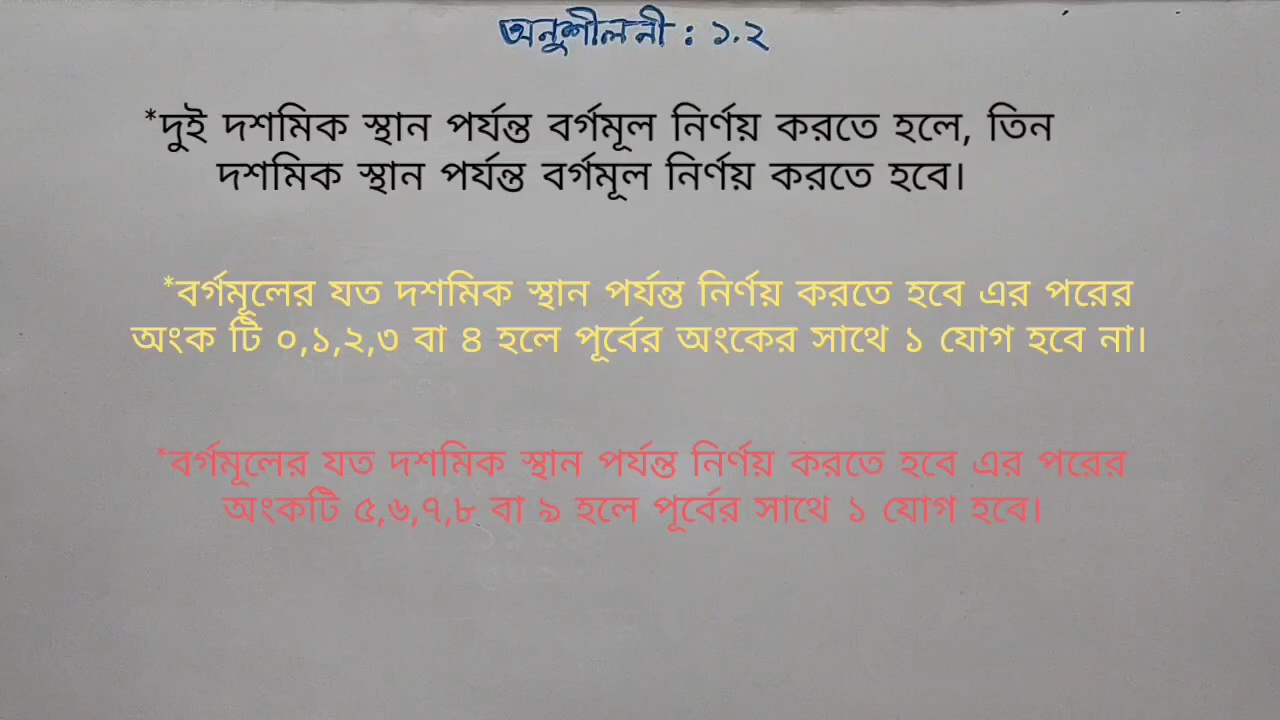 অনুশীলনী : ১.২
*দুই দশমিক স্থান পর্যন্ত বর্গমূল নির্ণয় করতে হলে, তিন
দশমিক স্থান পর্যন্ত বর্গমূল নির্ণয় করতে হবে।
*বর্গমূলের যত দশমিক স্থান পর্যন্ত নির্ণয় করতে হবে এর পরের
অংক টি ০,১,২,৩ বা ৪ হলে পূর্বের অংকের সাথে ১ যোগ হবে না।
*বর্গমূলের যত দশমিক স্থান পর্যন্ত নির্ণয় করতে হবে এর পরের
অংকটি ৫,৬,৭,৮ বা ৯ হলে পূর্বের সাথে ১ যোগ হবে।